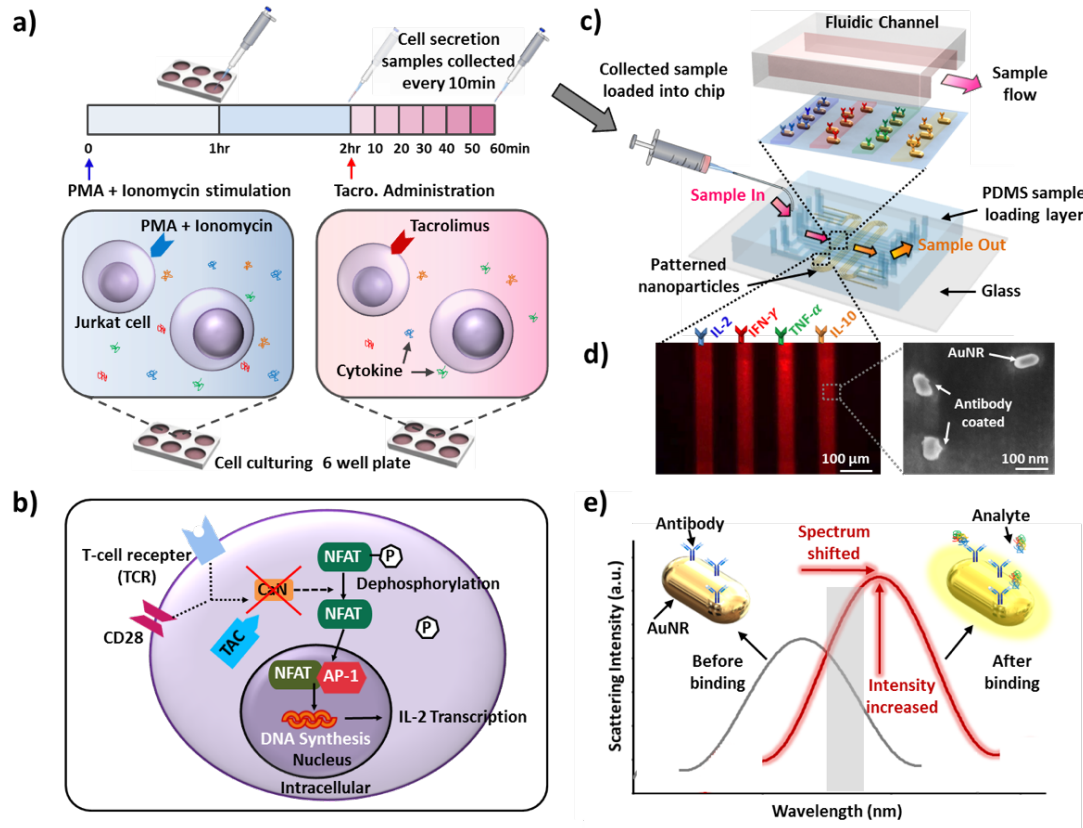 a)
Cell secretion
samples collected
every 10min
0
1hr
2hr
10
20
30
40
50
60min
PMA + Ionomycin stimulation
Tacro. Administration
PMA + Ionomycin
Jurkat cell
Tacrolimus
Cytokine
Cell culturing 6 well plate
b)
T-cell recepter
(TCR)
CD28
CaN
TAC
NFAT
P
Dephosphorylation
NFAT
P
NFAT
AP-1
IL-2 Transcription
DNA Synthesis
Nucleus
Intracellular
c)
Fluidic Channel
Collected sample
loaded into chip
Sample
flow
Sample In
PDMS sample
loading layer
Sample Out
Patterned
nanoparticles
Glass
d)
IL-2
IFN-γ
TNF-α
IL-10
100 μm
AuNR
Antibody
coated
100 nm
e)
Antibody
Spectrum
shifted
Analyte
AuNR
Before
binding
Intensity
increased
After
binding
Scattering Intensity (a.u.)
Wavelength (nm)